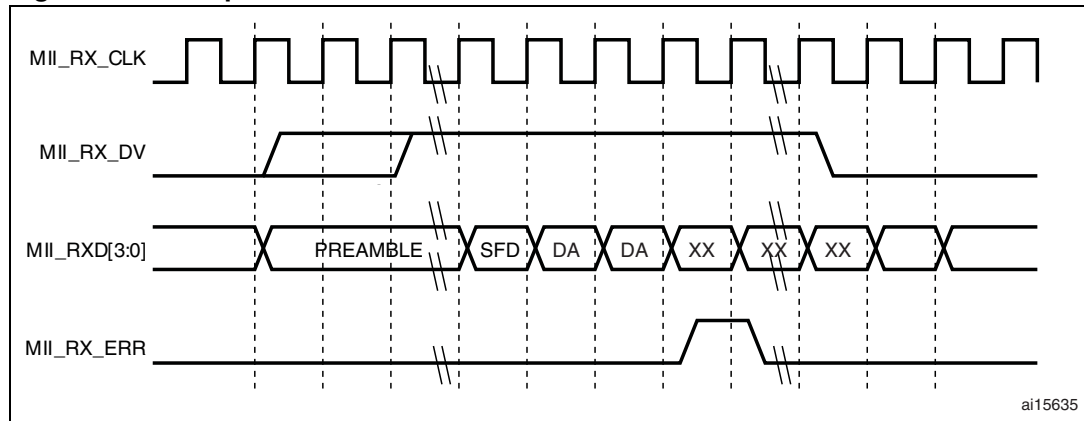 MII_RX_CLK
MII_RX_DV
MII_RXD[3:0]
PREAMBLE SFD DA DA XX XX XX
MII_RX_ERR
ai15635